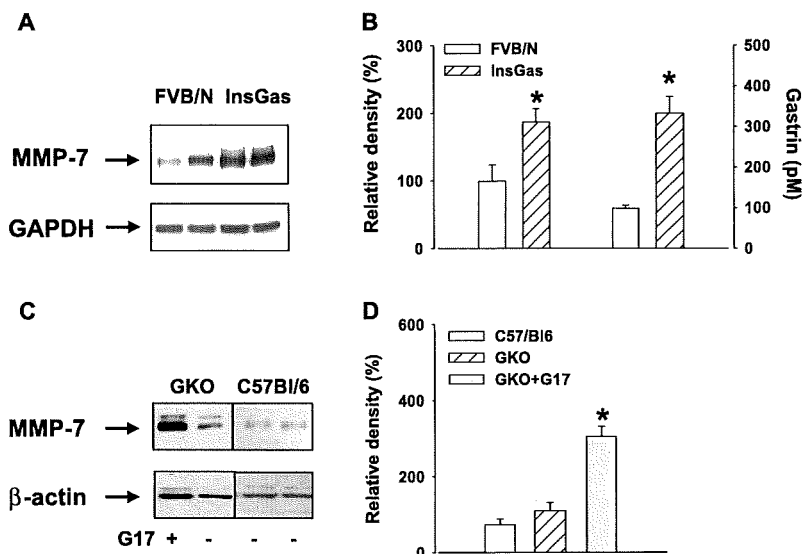 A
FVB/N InsGas
MMP-7
GAPDH
B
FVB/N
InsGas
Relative density (%)
300
200
100
0
*
*
500
400
300
200
100
0
Gastrin (pM)
C
GKO C57Bl/6
MMP-7
β-actin
G17 + - - -
D
C57/Bl6
GKO
GKO+G17
Relative density (%)
600
400
200
0
*